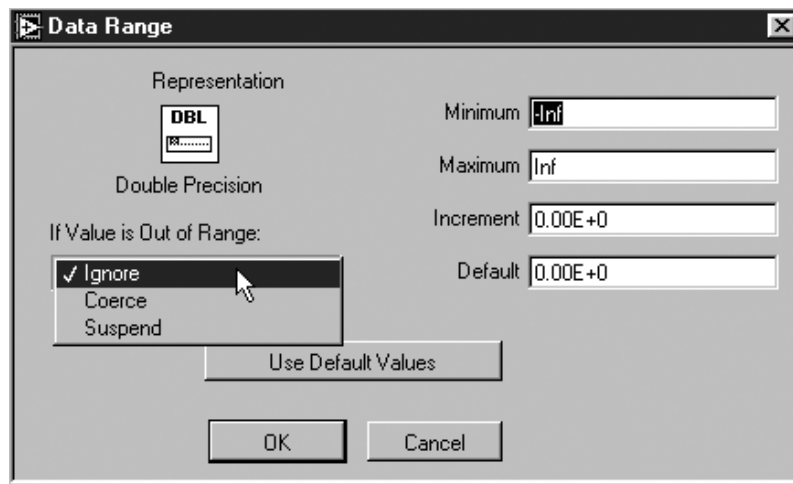 Data Range
Representation
DBL
Double Precision
If Value is Out of Range:
✓ Ignore
Coerce
Suspend
Minimum -Inf
Maximum Inf
Increment 0.00E+0
Default 0.00E+0
Use Default Values
OK
Cancel